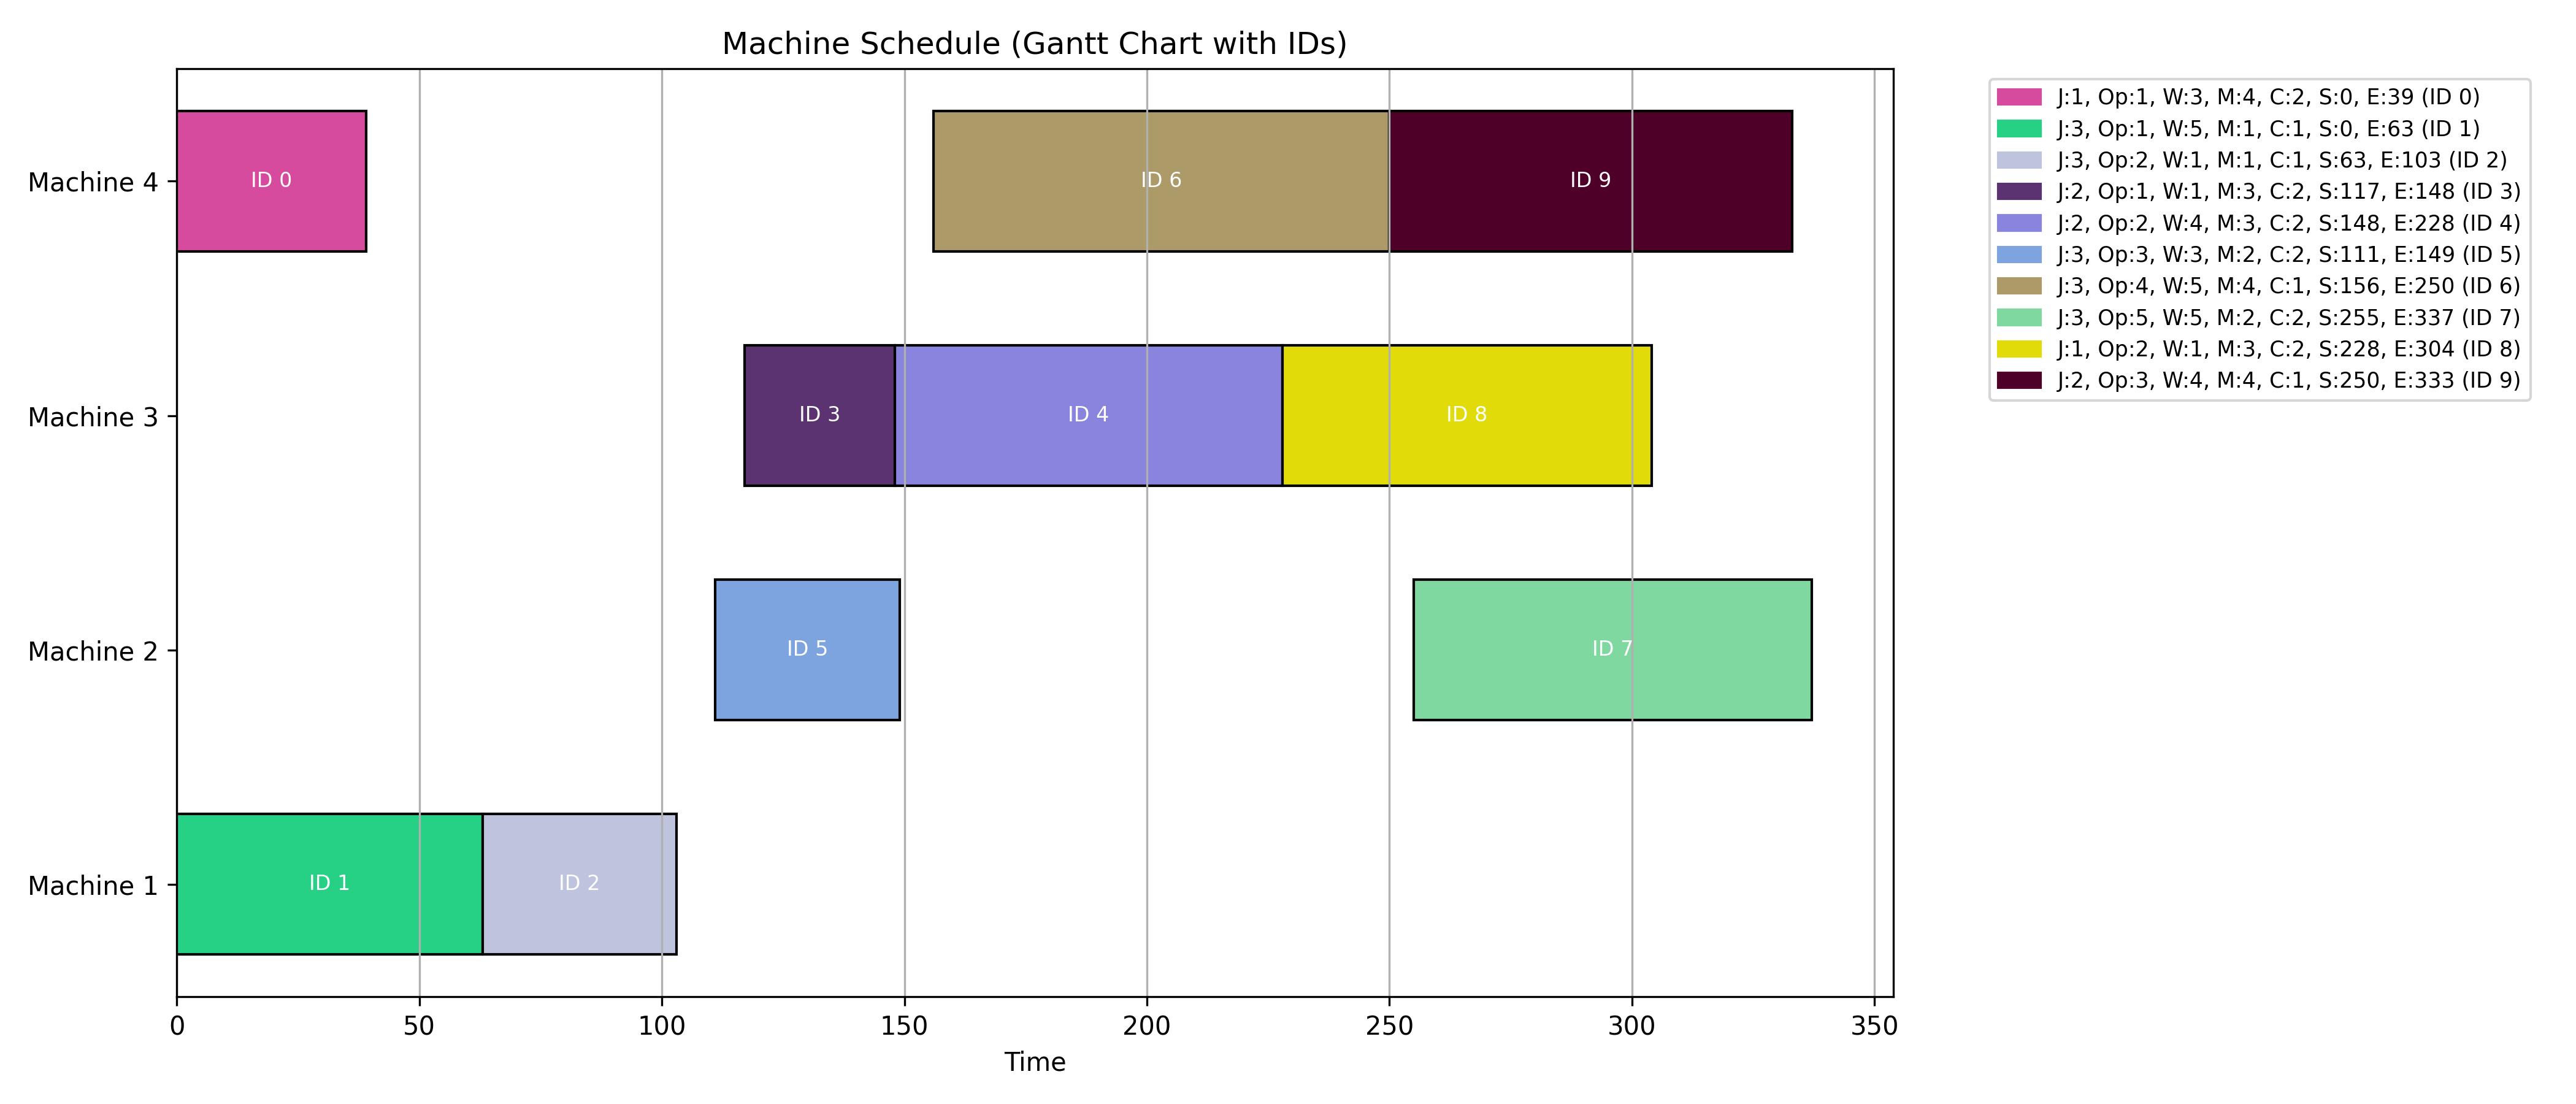 Machine Schedule (Gantt Chart with IDs)
J:1, Op:1, W:3, M:4, C:2, S:0, E:39 (ID 0)
J:3, Op:1, W:5, M:1, C:1, S:0, E:63 (ID 1)
J:3, Op:2, W:1, M:1, C:1, S:63, E:103 (ID 2)
J:2, Op:1, W:1, M:3, C:2, S:117, E:148 (ID 3)
J:2, Op:2, W:4, M:3, C:2, S:148, E:228 (ID 4)
J:3, Op:3, W:3, M:2, C:2, S:111, E:149 (ID 5)
J:3, Op:4, W:5, M:4, C:1, S:156, E:250 (ID 6)
J:3, Op:5, W:5, M:2, C:2, S:255, E:337 (ID 7)
J:1, Op:2, W:1, M:3, C:2, S:228, E:304 (ID 8)
J:2, Op:3, W:4, M:4, C:1, S:250, E:333 (ID 9)
Machine 4 ID 0 ID 6 ID 9
Machine 3 ID 3 ID 4 ID 8
Machine 2 ID 5 ID 7
Machine 1 ID 1 ID 2
0 50 100 150 200 250 300 350
Time